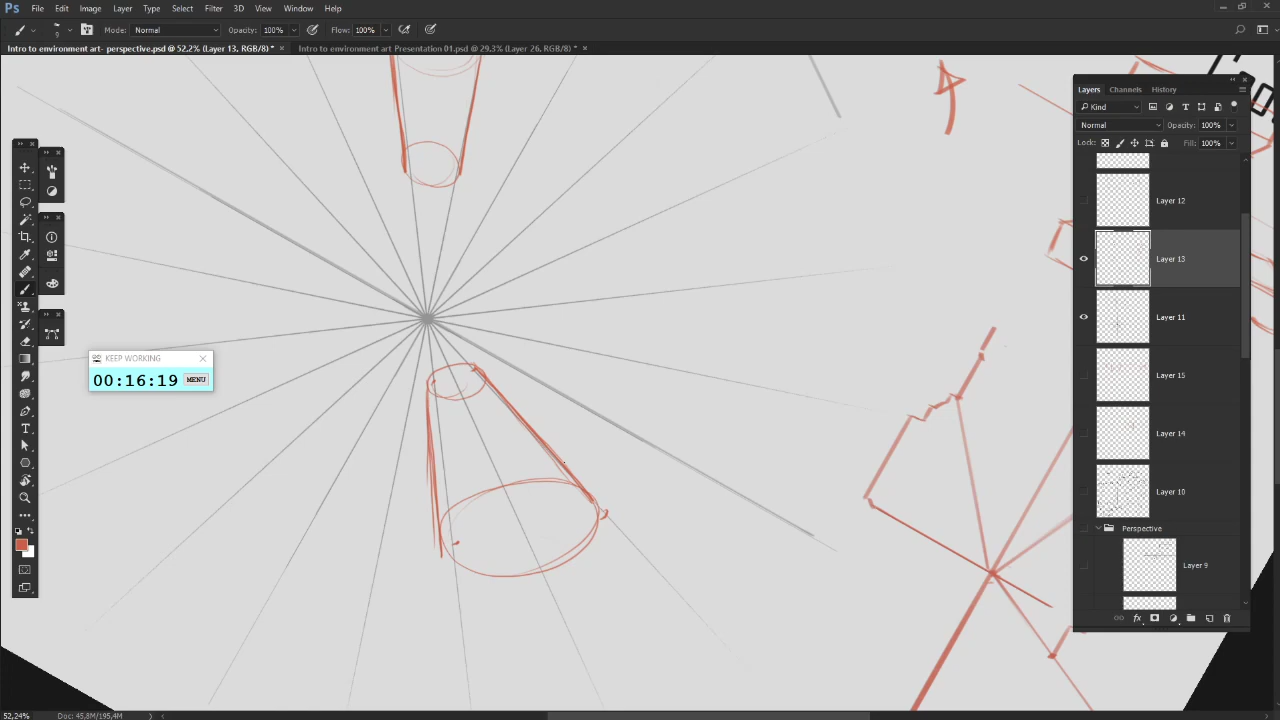 Ps File Edit Image Layer Type Select Filter 3D View Window Help
9 Mode: Normal Opacity: 100% Flow: 100%
Intro to environment art- perspective.psd @ 52,2% (Layer 13, RGB/8) * × Intro to environment art Presentation 01.psd @ 29,3% (Layer 26, RGB/8) * ×
Layers Channels History
Kind
Normal Opacity: 100%
Lock: Fill: 100%
Layer 12
Layer 13
Layer 11
Layer 15
Layer 14
Layer 10
Perspective
Layer 9
KEEP WORKING
00:16:19 MENU
52,24% Doc: 45,8M/195,4M